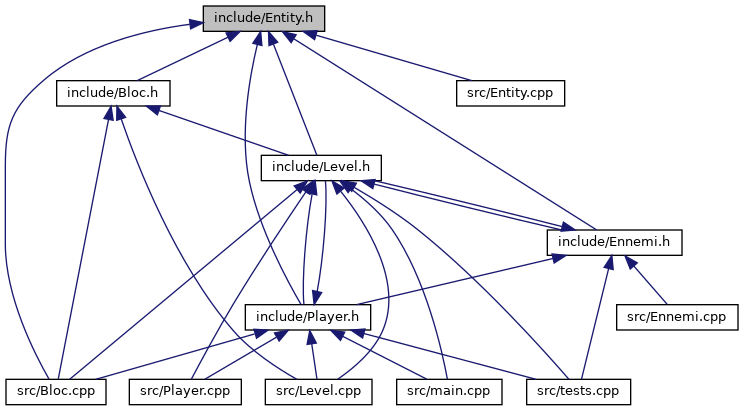 include/Entity.h
include/Bloc.h
src/Entity.cpp
include/Level.h
include/Ennemi.h
include/Player.h
src/Ennemi.cpp
src/Bloc.cpp
src/Player.cpp
src/Level.cpp
src/main.cpp
src/tests.cpp